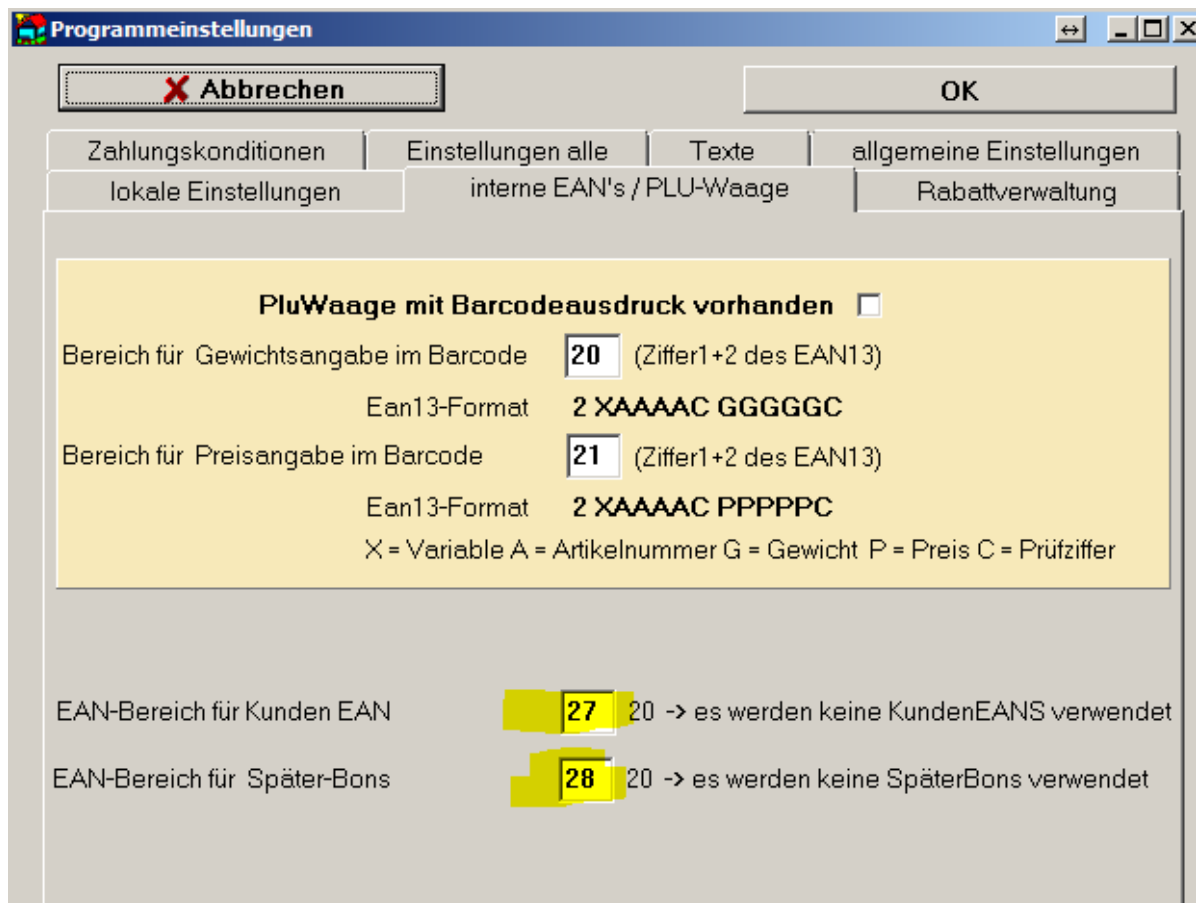 Programmeinstellungen
Abbrechen OK
Zahlungskonditionen Einstellungen alle Texte allgemeine Einstellungen
lokale Einstellungen interne EAN's / PLU-Waage Rabattverwaltung
PluWaage mit Barcodeausdruck vorhanden
Bereich für Gewichtsangabe im Barcode 20 (Ziffer1+2 des EAN13)
Ean13-Format 2 XAAAAC GGGGGC
Bereich für Preisangabe im Barcode 21 (Ziffer1+2 des EAN13)
Ean13-Format 2 XAAAAC PPPPPC
X = Variable A = Artikelnummer G = Gewicht P = Preis C = Prüfziffer
EAN-Bereich für Kunden EAN 27 20 -> es werden keine KundenEANS verwendet
EAN-Bereich für Später-Bons 28 20 -> es werden keine SpäterBons verwendet